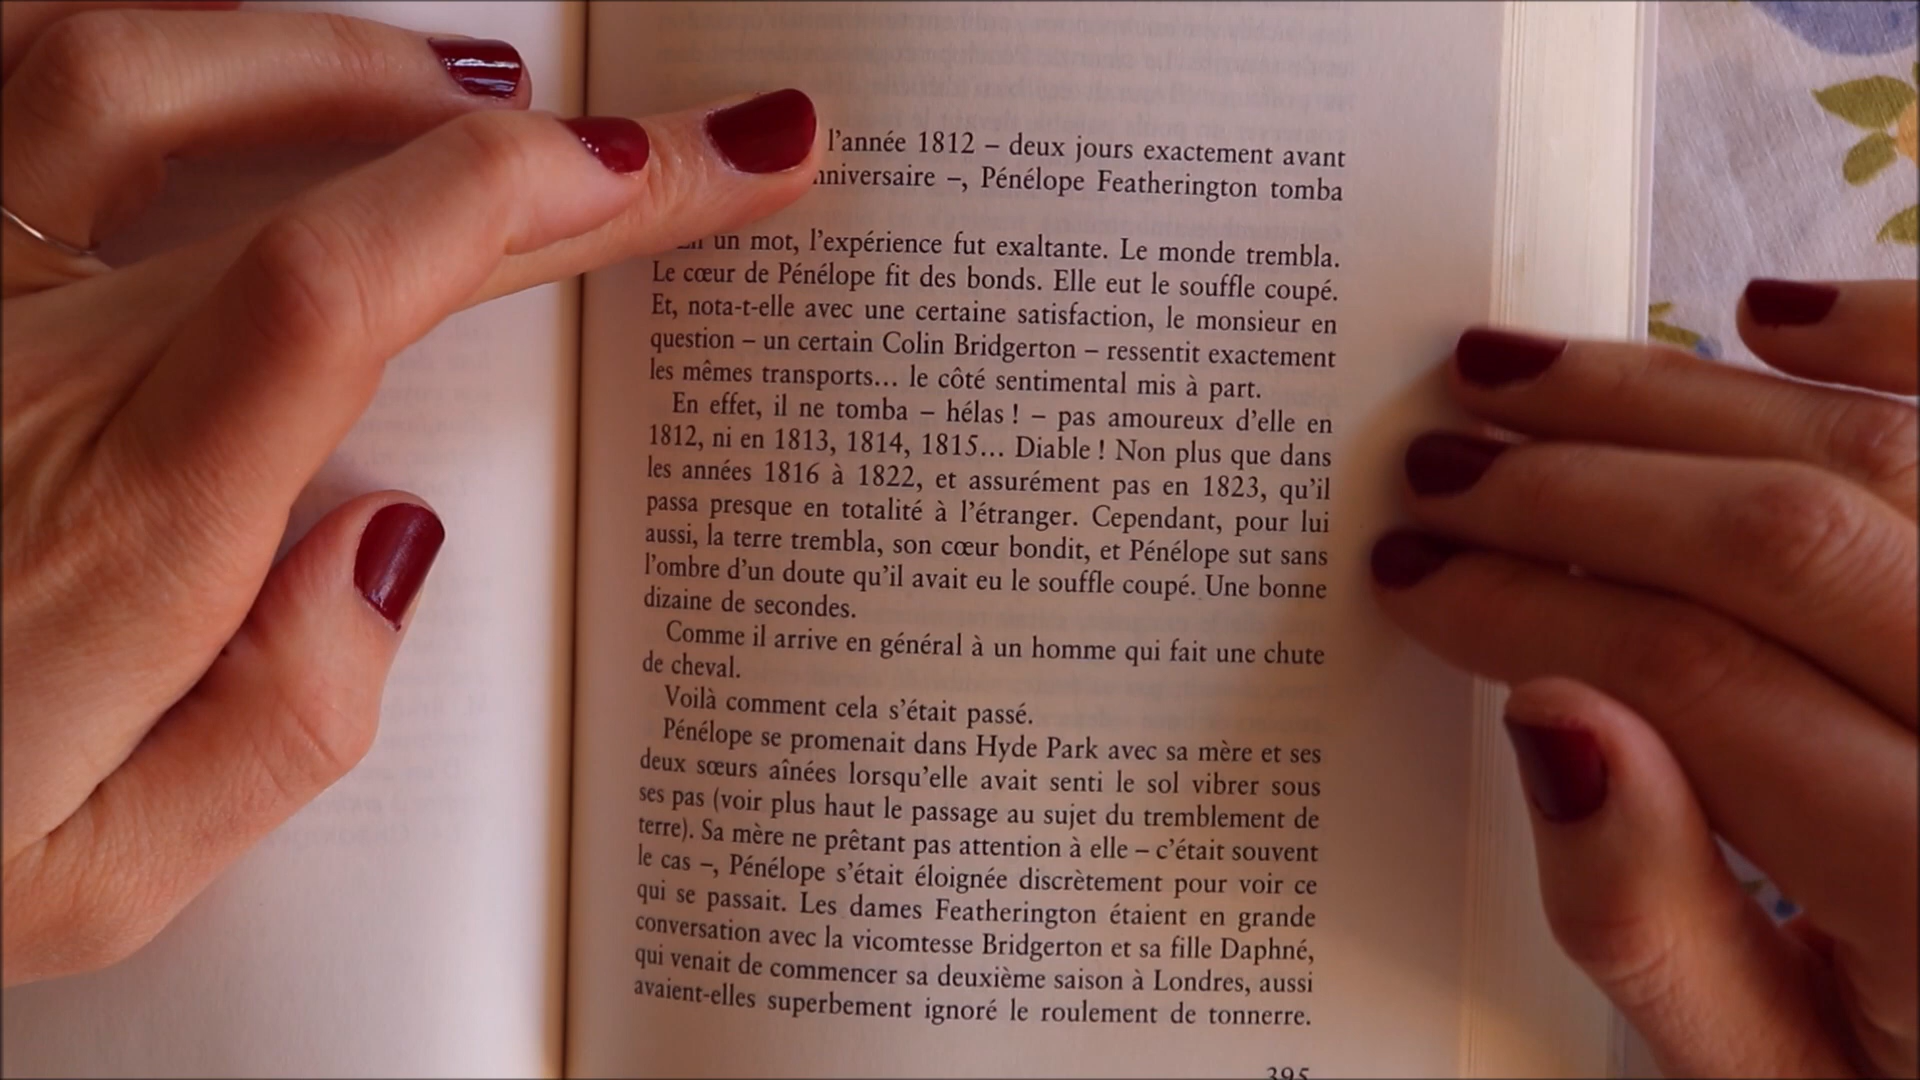 l'année 1812 – deux jours exactement avant
–, Pénélope Featherington tomba
un mot, l'expérience fut exaltante. Le monde trembla.
Le cœur de Pénélope fit des bonds. Elle eut le souffle coupé.
Et, nota-t-elle avec une certaine satisfaction, le monsieur en
question – un certain Colin Bridgerton – ressentit exactement
les mêmes transports… le côté sentimental mis à part.
En effet, il ne tomba – hélas ! – pas amoureux d'elle en
1812, ni en 1813, 1814, 1815… Diable ! Non plus que dans
les années 1816 à 1822, et assurément pas en 1823, qu'il
passa presque en totalité à l'étranger. Cependant, pour lui
aussi, la terre trembla, son cœur bondit, et Pénélope sut sans
l'ombre d'un doute qu'il avait eu le souffle coupé. Une bonne
dizaine de secondes.
Comme il arrive en général à un homme qui fait une chute
de cheval.
Voilà comment cela s'était passé.
Pénélope se promenait dans Hyde Park avec sa mère et ses
deux sœurs aînées lorsqu'elle avait senti le sol vibrer sous
ses pas (voir plus haut le passage au sujet du tremblement de
terre). Sa mère ne prêtant pas attention à elle – c'était souvent
le cas –, Pénélope s'était éloignée discrètement pour voir ce
qui se passait. Les dames Featherington étaient en grande
conversation avec la vicomtesse Bridgerton et sa fille Daphné,
qui venait de commencer sa deuxième saison à Londres, aussi
avaient-elles superbement ignoré le roulement de tonnerre.
395